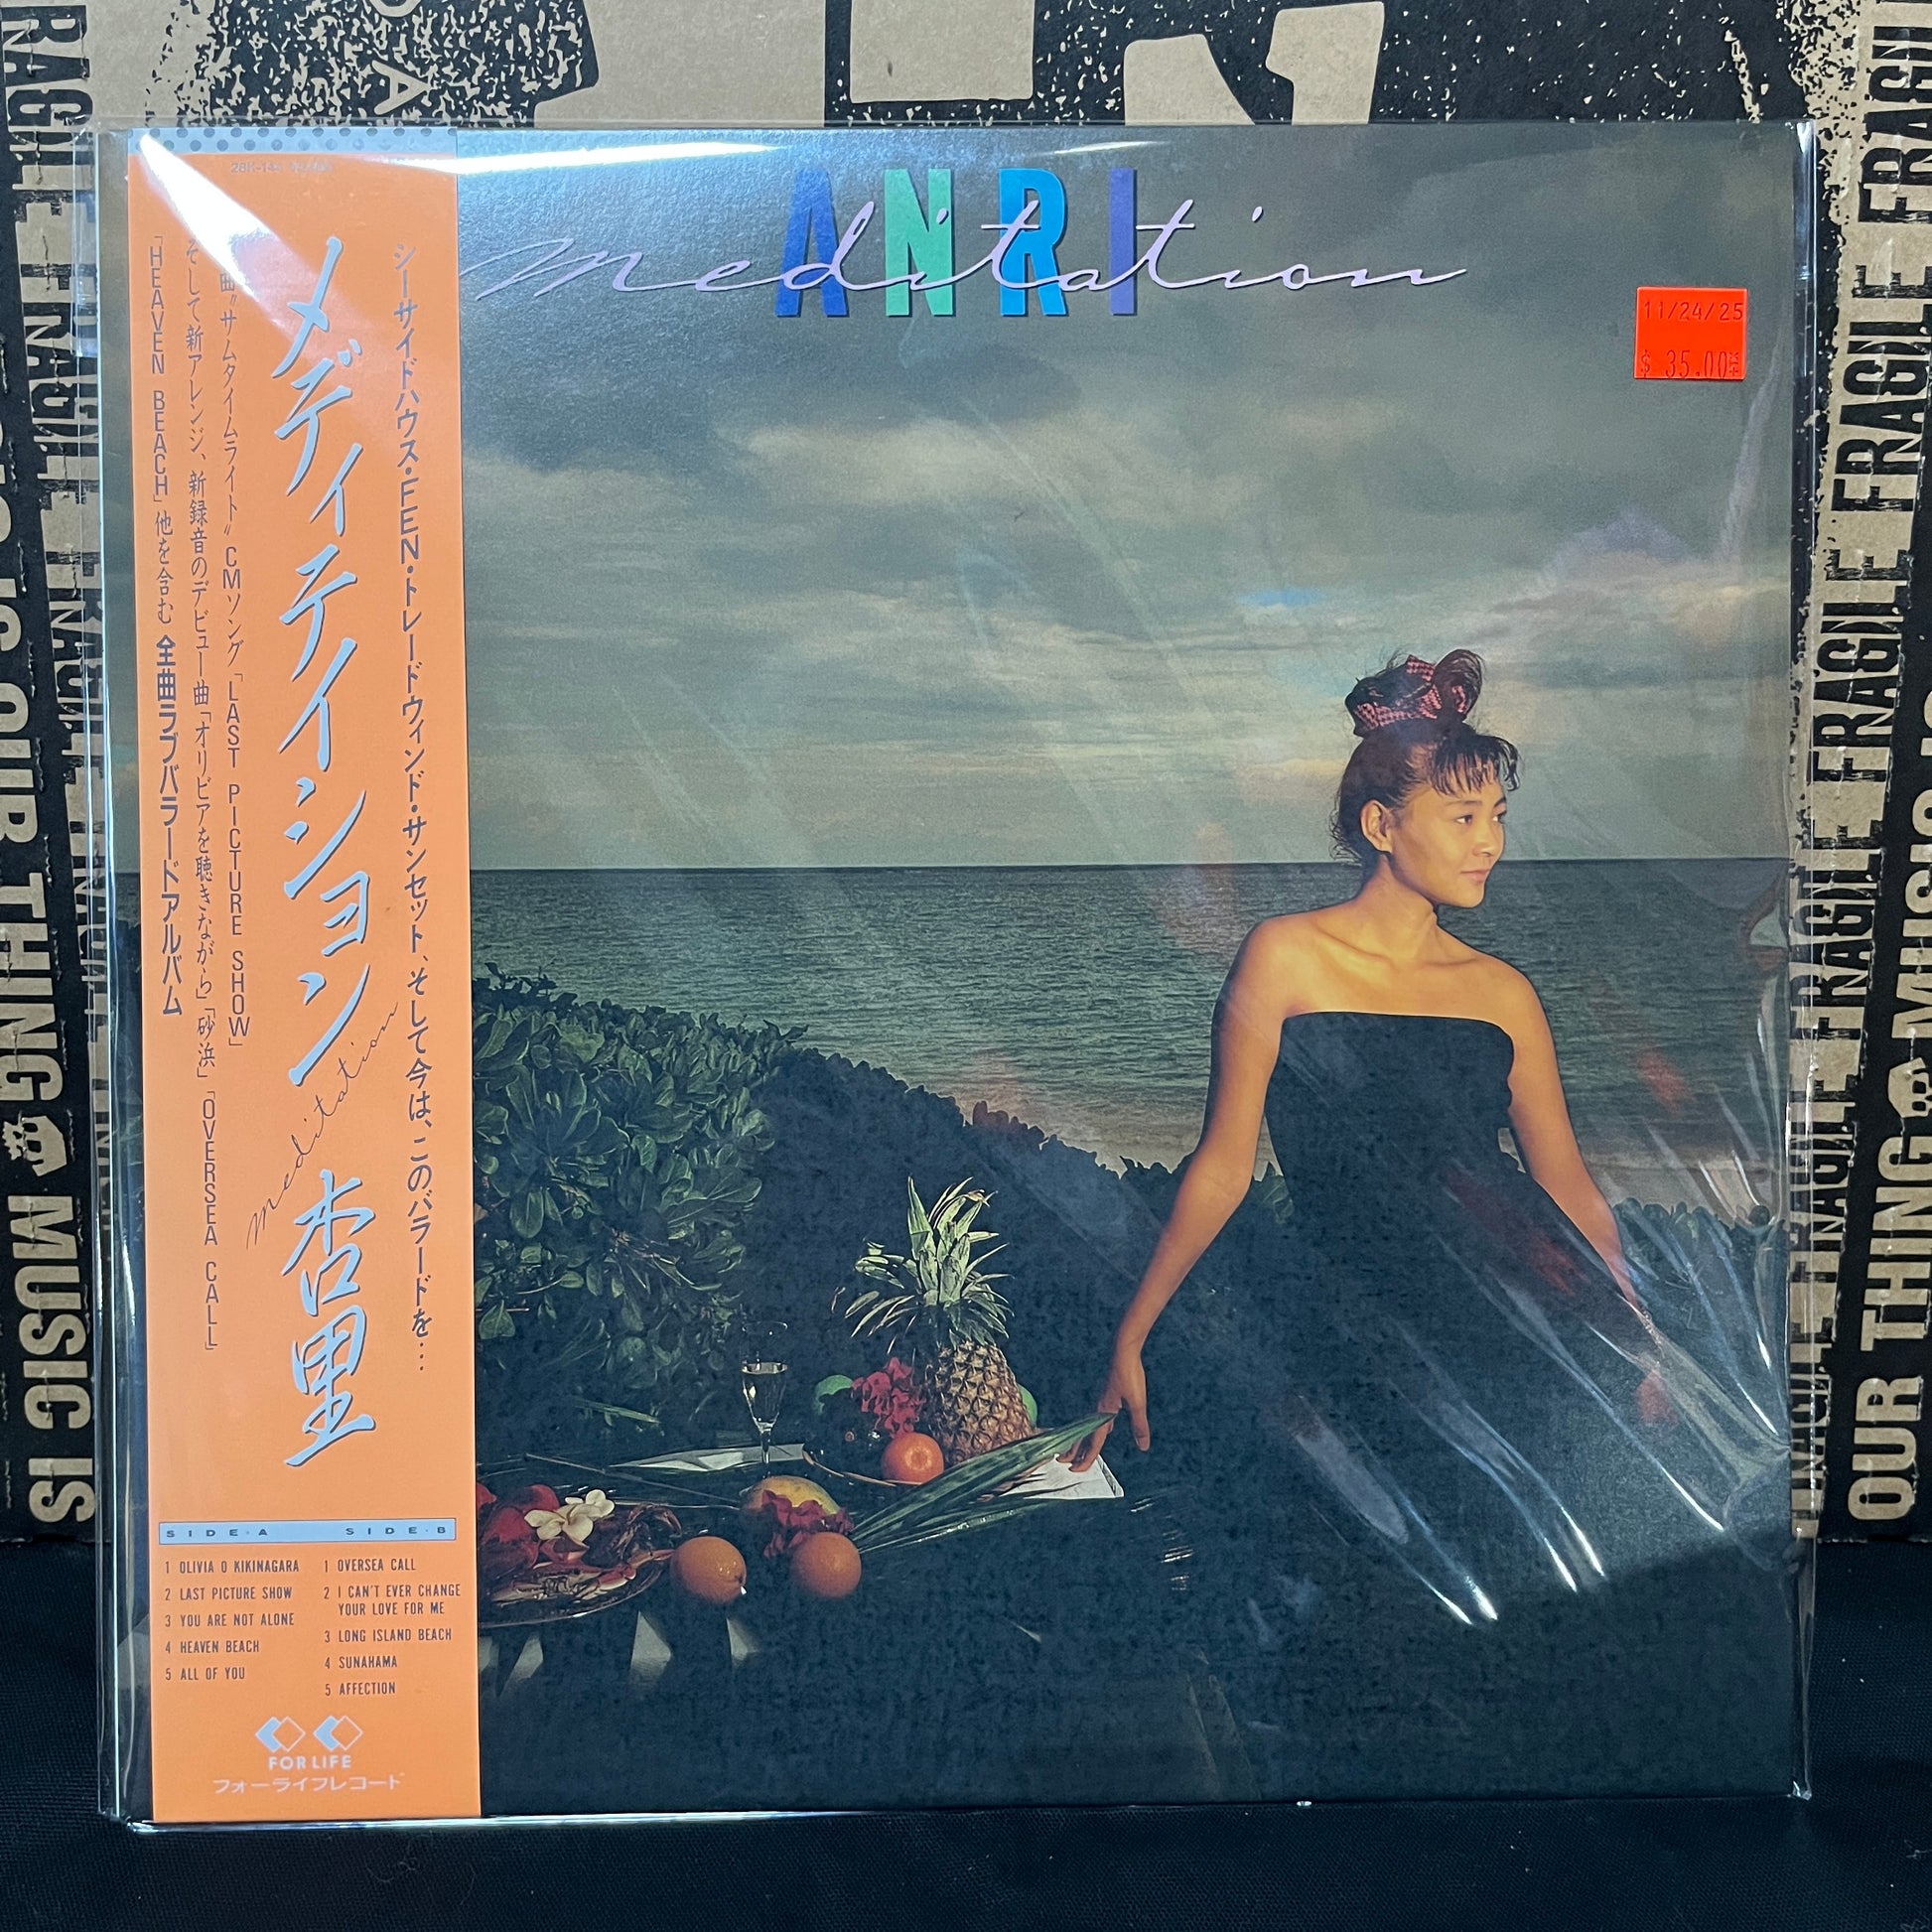 ANRI
meditation
11/24/25
$ 35.00
シーサイドハウス・FEN・トレードウィンド・サンセット、そして今は、このバラードを…
メディテイション
meditation
杏里
曲"サムタイムライト"CMソング「LAST PICTURE SHOW」
そして新アレンジ、新録音のデビュー曲「オリビアを聴きながら」「砂浜」「OVERSEA CALL」
「HEAVEN BEACH」他を含む 全曲ラブバラードアルバム
SIDE・A
1 OLIVIA O KIKINAGARA
2 LAST PICTURE SHOW
3 YOU ARE NOT ALONE
4 HEAVEN BEACH
5 ALL OF YOU
SIDE・B
1 OVERSEA CALL
2 I CAN'T EVER CHANGE
YOUR LOVE FOR ME
3 LONG ISLAND BEACH
4 SUNAHAMA
5 AFFECTION
FOR LIFE
フォーライフレコード
IS OUR THING
MUSIC IS
FRAGILE FRAGILE FRAGILE
OUR THING
MUSIC IS